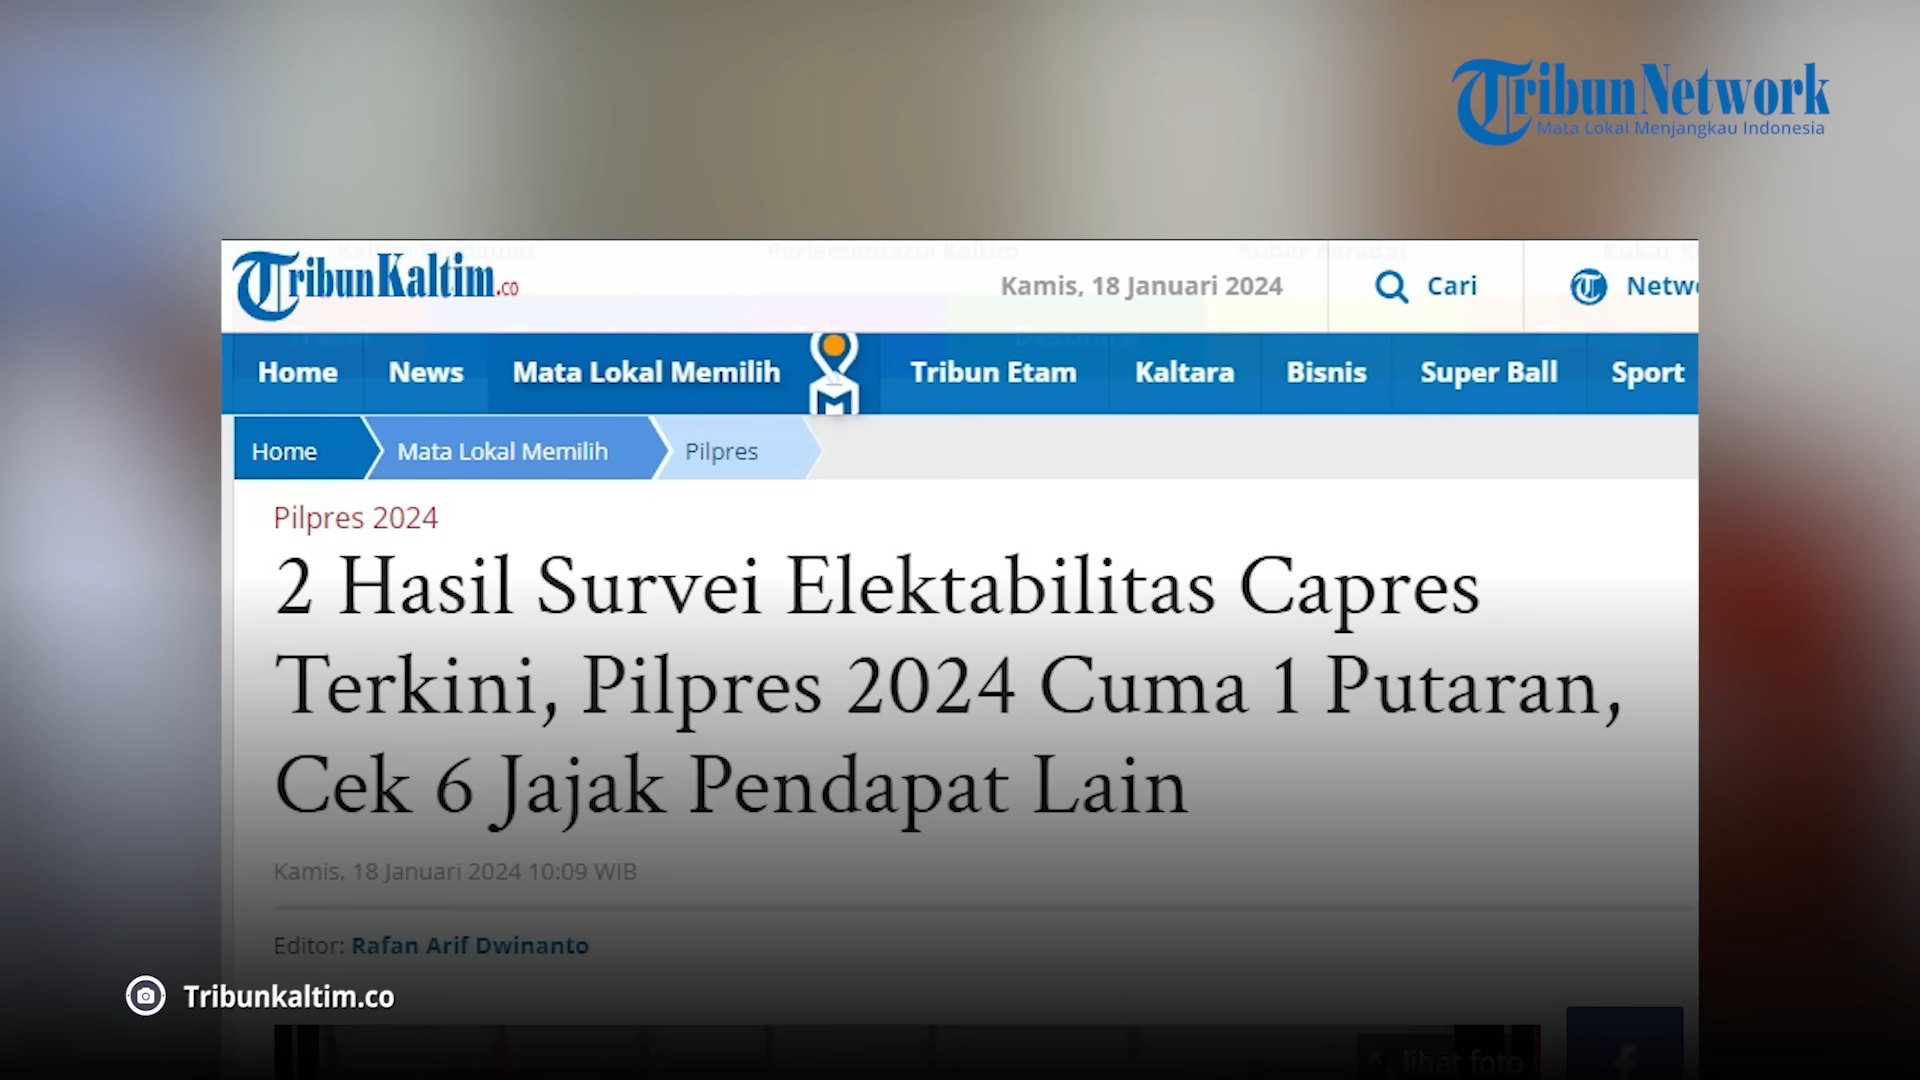 TribunNetwork
Mata Lokal Menjangkau Indonesia
TribunKaltim.co
Kamis, 18 Januari 2024
Cari
Netwo
Home
News
Mata Lokal Memilih
Tribun Etam
Kaltara
Bisnis
Super Ball
Sport
Home
Mata Lokal Memilih
Pilpres
Pilpres 2024
2 Hasil Survei Elektabilitas Capres
Terkini, Pilpres 2024 Cuma 1 Putaran,
Cek 6 Jajak Pendapat Lain
Kamis, 18 Januari 2024 10:09 WIB
Editor: Rafan Arif Dwinanto
Tribunkaltim.co
lihat foto